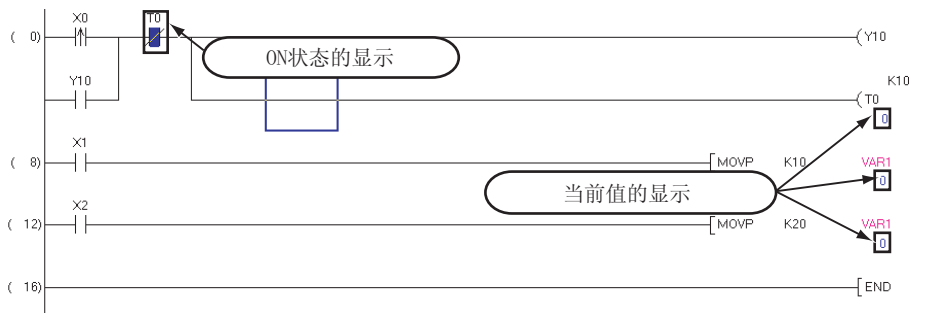 X0 T0
( 0) ON状态的显示 Y10
Y10 K10
T0
0
X1
( 8) MOVP K10 VAR1
当前值的显示 0
X2
( 12) MOVP K20 VAR1
0
( 16) END